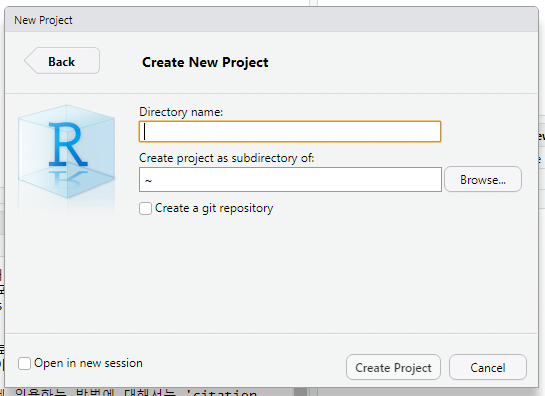 New Project
Back
Create New Project
R
Directory name:
Create project as subdirectory of:
~
Browse...
Create a git repository
Open in new session
Create Project
Cancel
인용하는 방법에 대해서는 'citation